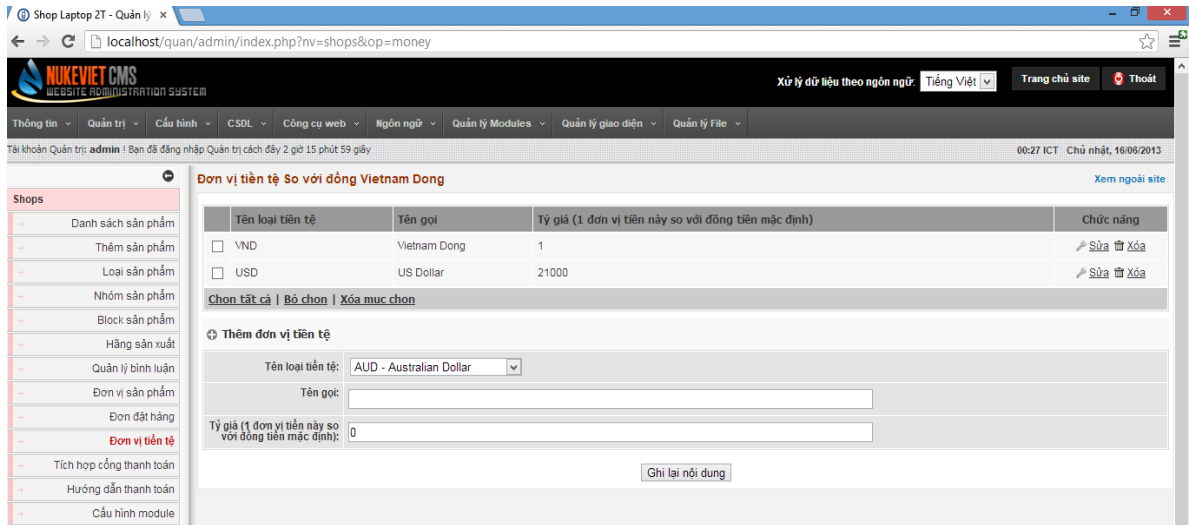 Shop Laptop 2T - Quản lý
localhost/quan/admin/index.php?nv=shops&op=money
NUKEVIET CMS
WEBSITE ADMINISTRATION SYSTEM
Xử lý dữ liệu theo ngôn ngữ: Tiếng Việt
Trang chủ site
Thoát
Thông tin Quản trị Cấu hình CSDL Công cụ web Ngôn ngữ Quản lý Modules Quản lý giao diện Quản lý File
Tài khoản Quản trị: admin ! Bạn đã đăng nhập Quản trị cách đây 2 giờ 15 phút 59 giây
00:27 ICT Chủ nhật, 16/06/2013
Shops
Danh sách sản phẩm
Thêm sản phẩm
Loại sản phẩm
Nhóm sản phẩm
Block sản phẩm
Hãng sản xuất
Quản lý bình luận
Đơn vị sản phẩm
Đơn đặt hàng
Đơn vị tiền tệ
Tích hợp cổng thanh toán
Hướng dẫn thanh toán
Cấu hình module
Đơn vị tiền tệ So với đồng Vietnam Dong
Xem ngoài site
Tên loại tiền tệ Tên gọi Tỷ giá (1 đơn vị tiền này so với đồng tiền mặc định) Chức năng
VND Vietnam Dong 1 Sửa Xóa
USD US Dollar 21000 Sửa Xóa
Chọn tất cả | Bỏ chọn | Xóa mục chọn
Thêm đơn vị tiền tệ
Tên loại tiền tệ: AUD - Australian Dollar
Tên gọi:
Tỷ giá (1 đơn vị tiền này so
với đồng tiền mặc định): 0
Ghi lại nội dung